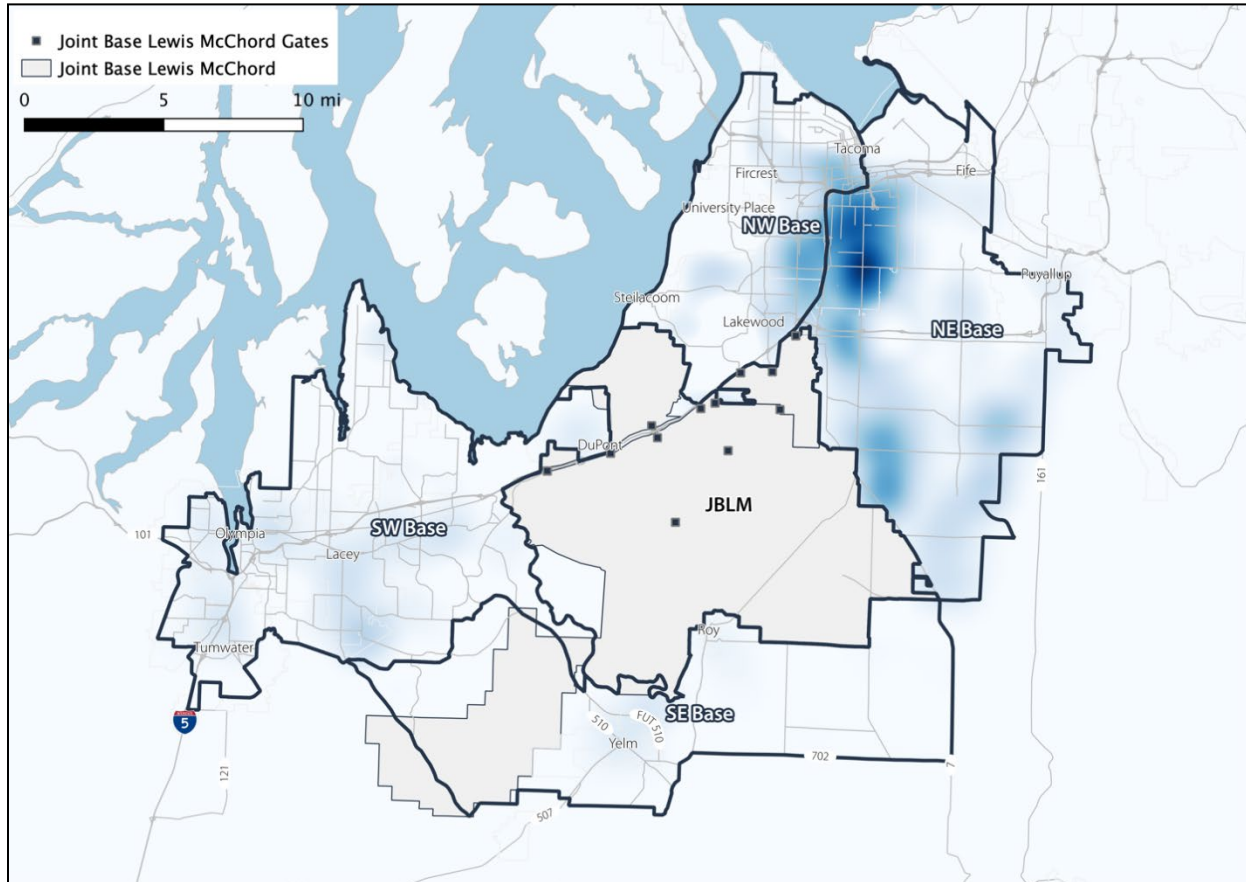 Joint Base Lewis McChord Gates
Joint Base Lewis McChord
0 5 10 mi
Tacoma
Fircrest
Fife
University Place
NW Base
Puyallup
Steilacoom
Lakewood
NE Base
DuPont
161
JBLM
101
Olympia
SW Base
Lacey
Roy
Tumwater
SE Base
5
510
FUT 510
Yelm
702
121
7
507